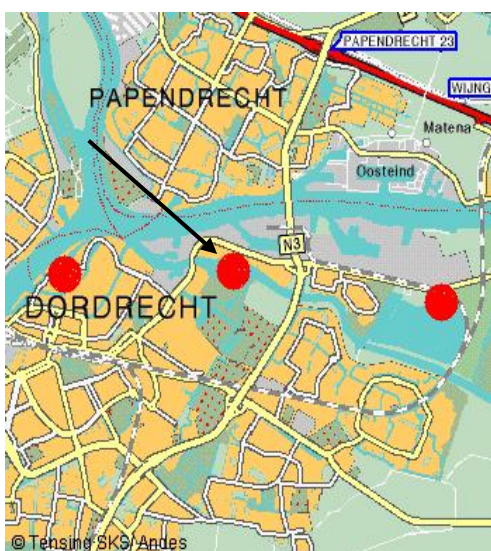 PAPENDRECHT 23
WIJNG
PAPENDRECHT
Matena
Oosteind
N3
DORDRECHT
© Tensing SKS/Andes